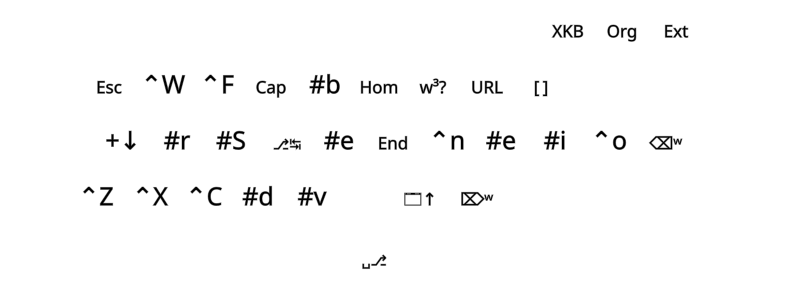 XKB Org Ext
Esc ^W ^F Cap #b Hom w³? URL []
+↓ #r #S ⎇↹ #e End ^n #e #i ^o ⌫ʷ
^Z ^X ^C #d #v 🗔↑ ⌦ʷ
␣⎇